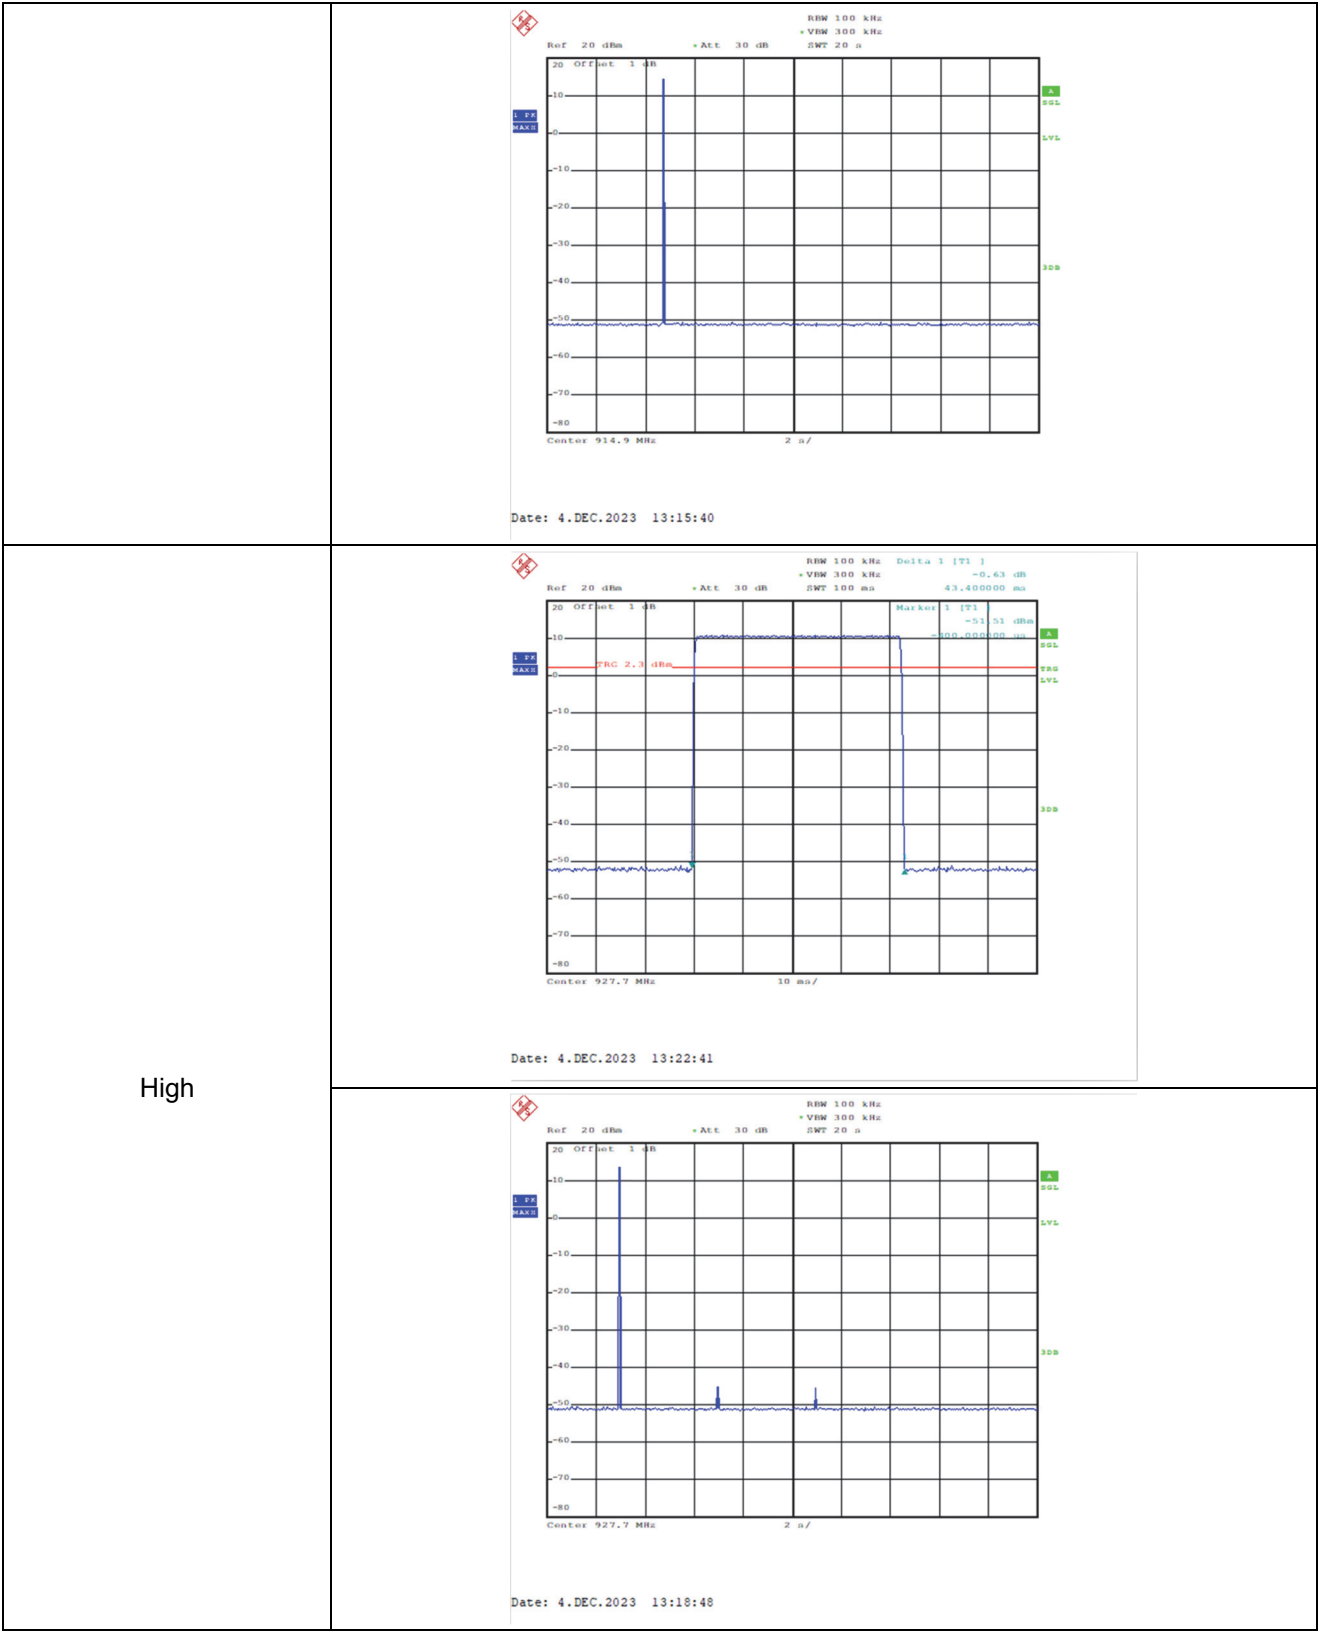 RBW 100 kHz
VBW 300 kHz
Ref 20 dBm Att 30 dB SWT 20 s
20 Offset 1 dB
A
10
SGL
1 PK
MAXH
0
LVL
-10
-20
-30
3DB
-40
-50
-60
-70
-80
Center 914.9 MHz 2 s/
Date: 4.DEC.2023 13:15:40
High
RBW 100 kHz Delta 1 [T1 ]
VBW 300 kHz -0.63 dB
Ref 20 dBm Att 30 dB SWT 100 ms 43.400000 ms
20 Offset 1 dB Marker 1 [T1 ]
-51.51 dBm
10 -400.000000 us A
SGL
1 PK
MAXH TRG 2.3 dBm TRG
0 LVL
-10
-20
-30
3DB
-40
-50
-60
-70
-80
Center 927.7 MHz 10 ms/
Date: 4.DEC.2023 13:22:41
RBW 100 kHz
VBW 300 kHz
Ref 20 dBm Att 30 dB SWT 20 s
20 Offset 1 dB
A
10
SGL
1 PK
MAXH
0
LVL
-10
-20
-30
3DB
-40
-50
-60
-70
-80
Center 927.7 MHz 2 s/
Date: 4.DEC.2023 13:18:48